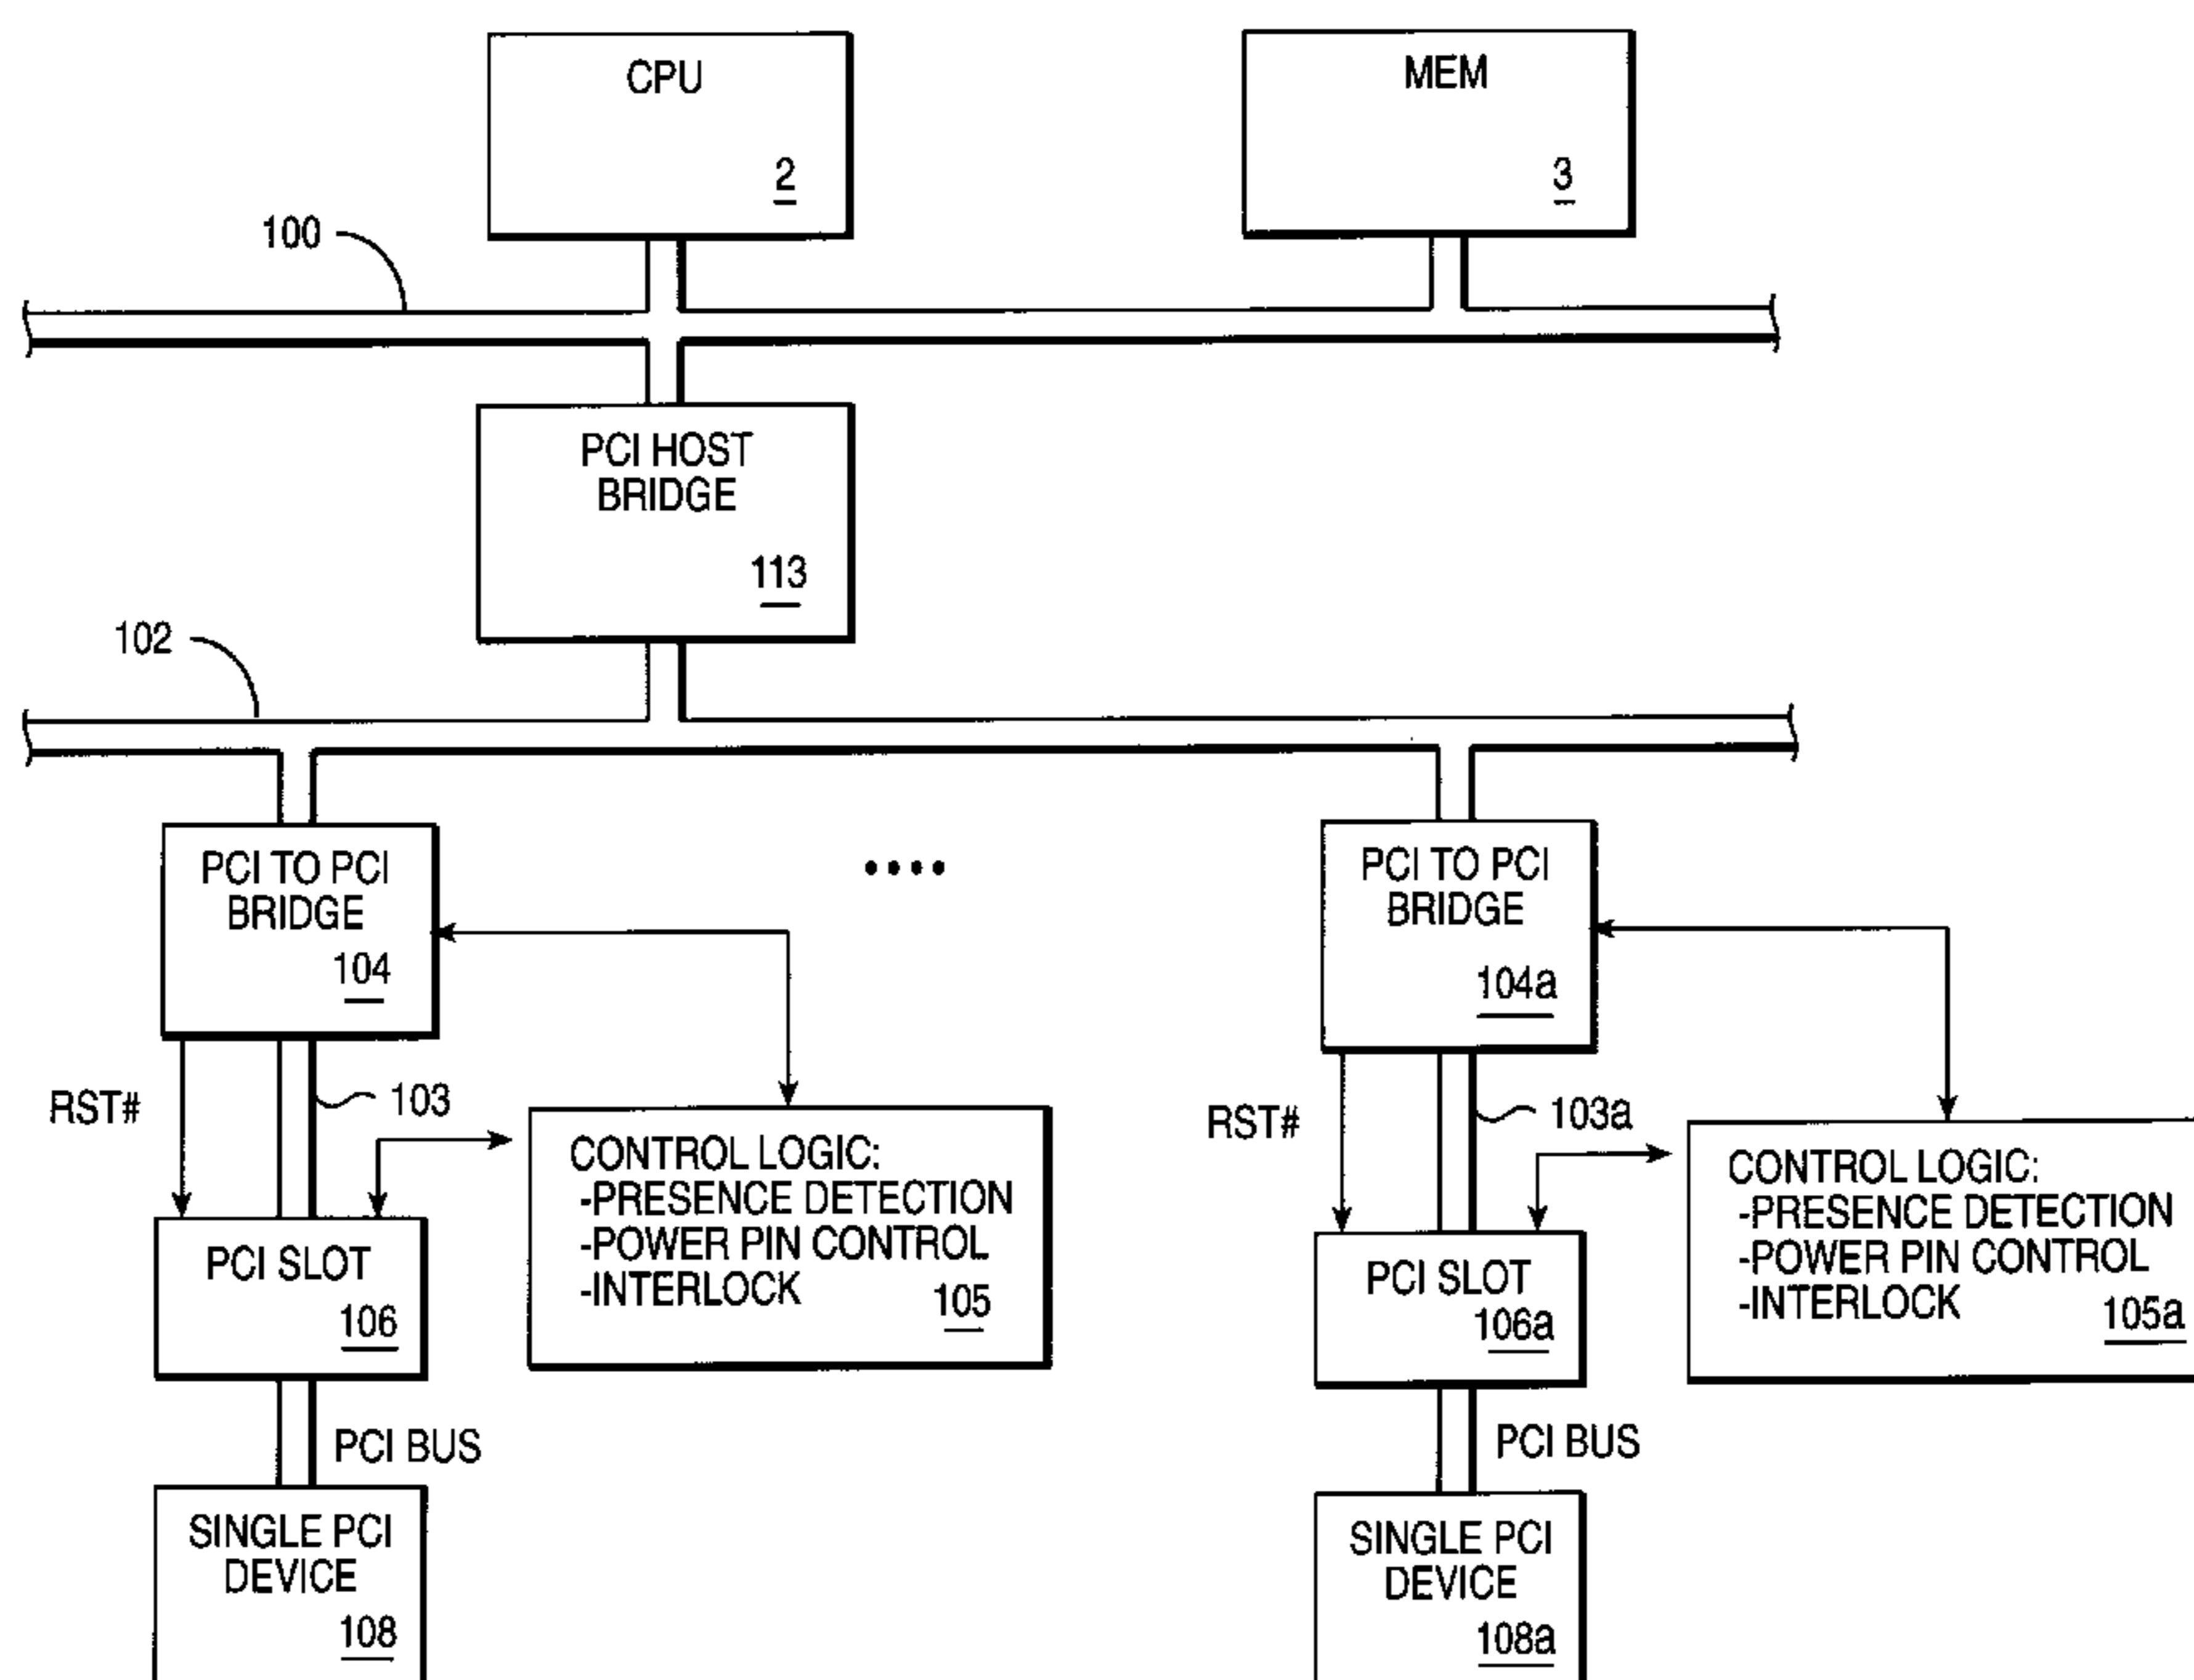 CPU
2
MEM
3
100
PCI HOST
BRIDGE
113
102
PCI TO PCI
BRIDGE
104
PCI TO PCI
BRIDGE
104a
RST#
103
RST#
103a
CONTROL LOGIC:
-PRESENCE DETECTION
-POWER PIN CONTROL
-INTERLOCK
105
CONTROL LOGIC:
-PRESENCE DETECTION
-POWER PIN CONTROL
-INTERLOCK
105a
PCI SLOT
106
PCI SLOT
106a
PCI BUS
PCI BUS
SINGLE PCI
DEVICE
108
SINGLE PCI
DEVICE
108a